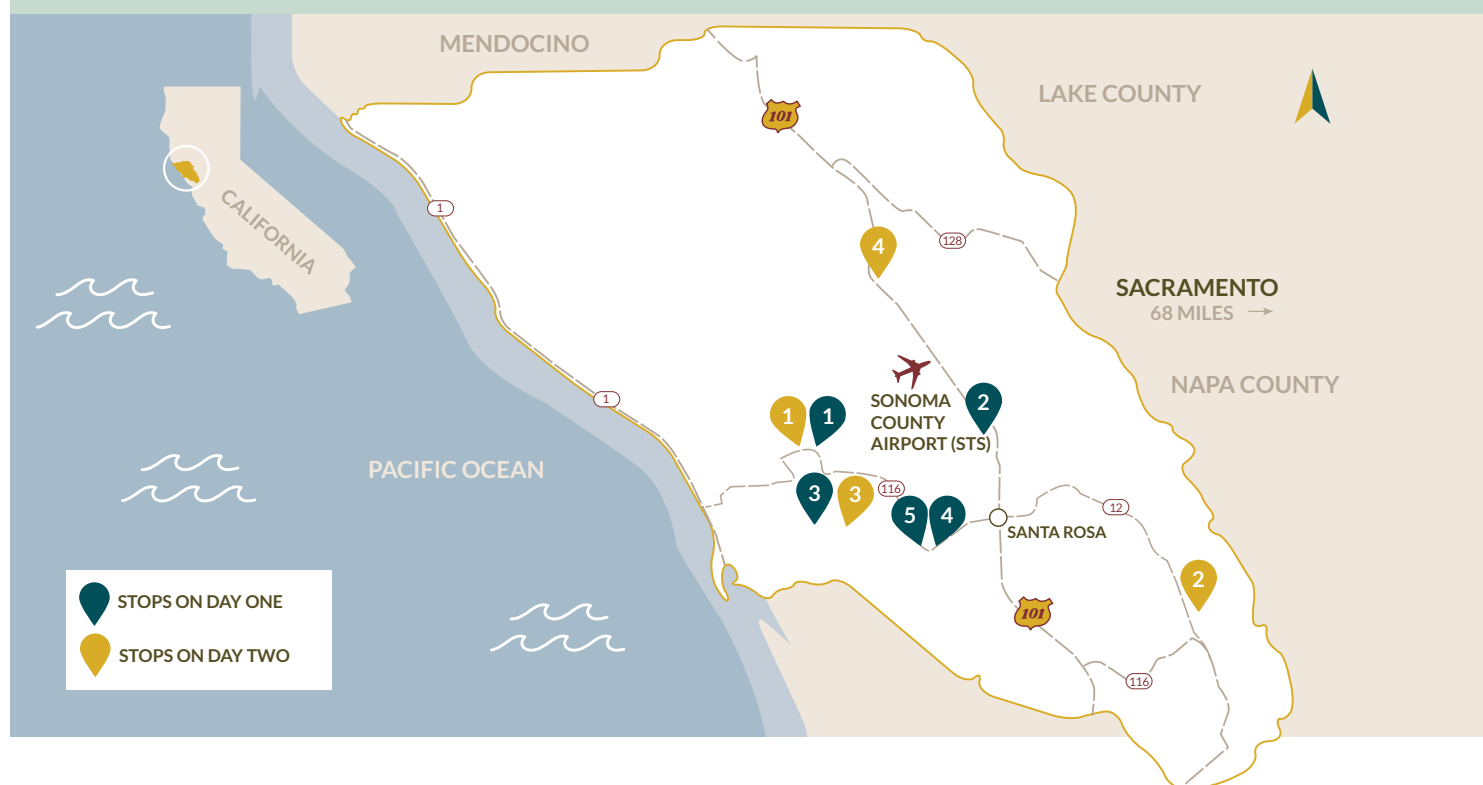 MENDOCINO
LAKE COUNTY
101
CALIFORNIA
1
128
4
SACRAMENTO
68 MILES
NAPA COUNTY
1
SONOMA
COUNTY
AIRPORT (STS)
2
1
1
PACIFIC OCEAN
3
3
116
5
4
12
SANTA ROSA
2
101
116
STOPS ON DAY ONE
STOPS ON DAY TWO